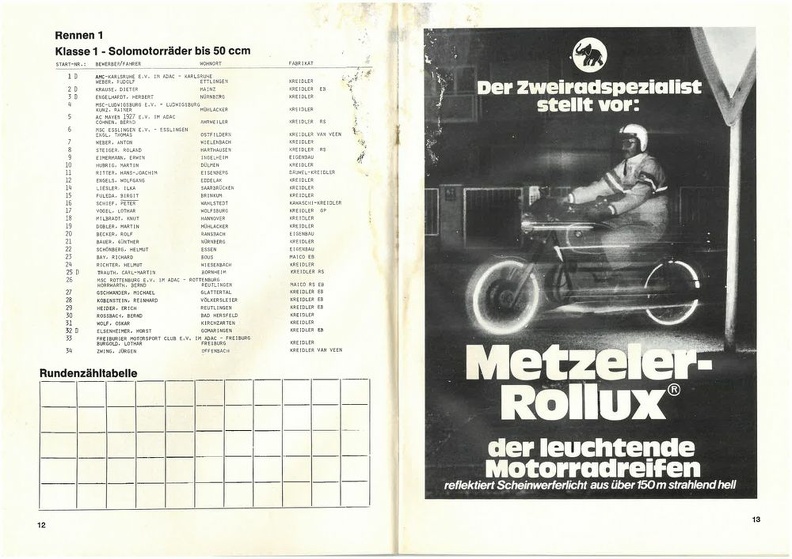 Rennen 1
Klasse 1 - Solomotorräder bis 50 ccm
START-NR.: BEWERBER/FAHRER WOHNORT FABRIKAT
1 D AMC-KARLSRUHE E.V. IM ADAC - KARLSRUHE
WEBER, RUDOLF ETTLINGEN KREIDLER
2 D KRAUSE, DIETER MAINZ KREIDLER EB
3 D ENGELHARDT, HERBERT NÜRNBERG KREIDLER
4 MSC-LUDWIGSBURG E.V. - LUDWIGSBURG
KUNZ, RAINER MÜHLACKER KREIDLER
5 AC MAYEN 1927 E.V. IM ADAC
COHNEN, BERND AHRWEILER KREIDLER RS
6 MSC ESSLINGEN E.V. - ESSLINGEN
ENGL, THOMAS OSTFILDERN KREIDLER VAN VEEN
7 WEBER, ANTON WIELENBACH KREIDLER
8 STEIGER, ROLAND HARTHAUSEN KREIDLER RS
9 EIMERMANN, ERWIN INGELHEIM EIGENBAU
10 HUBRIG, MARTIN DÜLMEN KREIDLER
11 RITTER, HANS-JOACHIM EISENBERG DRUWEL-KREIDLER
12 ENGELS, WOLFGANG EDDELAK KREIDLER
14 LIESLER, ILKA SAARBRÜCKEN KREIDLER
15 FULEDA, BIRGIT BRINKUM KREIDLER
16 SCHIEF, PETER WAHLSTEDT KAWASCHI-KREIDLER
17 VOGEL, LOTHAR WOLFSBURG KREIDLER GP
18 MILBRADT, KNUT HANNOVER KREIDLER
19 DOBLER, MARTIN MÜHLACKER KREIDLER
20 BECKER, ROLF RANSBACH EIGENBAU
21 BAUER, GÜNTHER NÜRNBERG KREIDLER
22 SCHÖNBERG, HELMUT ESSEN EIGENBAU
23 BAY, RICHARD BOUS MAICO EB
24 RICHTER, HELMUT WIESENBACH KREIDLER
25 D TRAUTH, CARL-MARTIN BORNHEIM KREIDLER RS
26 MSC ROTTENBURG E.V. IM ADAC - ROTTENBURG
HORRWARTH, BERND REUTLINGEN MAICO RS EB
27 GSCHWANDER, MICHAEL GLATTERTAL KREIDLER EB
28 KOBENSTEIN, REINHARD VÖLKERSLEIER KREIDLER EB
29 HEIDER, ERICH REUTLINGEN KREIDLER EB
30 ROSSBACH, BERND BAD HERSFELD KREIDLER
31 WOLF, OSKAR KIRCHZARTEN KREIDLER
32 D ELSENHEIMER, HORST GOMARINGEN KREIDLER EB
33 FREIBURGER MOTORSPORT CLUB E.V. IM ADAC - FREIBURG
BURGOLD, LOTHAR FREIBURG KREIDLER
34 ZWING, JÜRGEN OFFENBACH KREIDLER VAN VEEN
Rundenzähltabelle
12
Der Zweiradspezialist
stellt vor:
Metzeler-
Rollux®
der leuchtende
Motorradreifen
reflektiert Scheinwerferlicht aus über 150 m strahlend hell
13